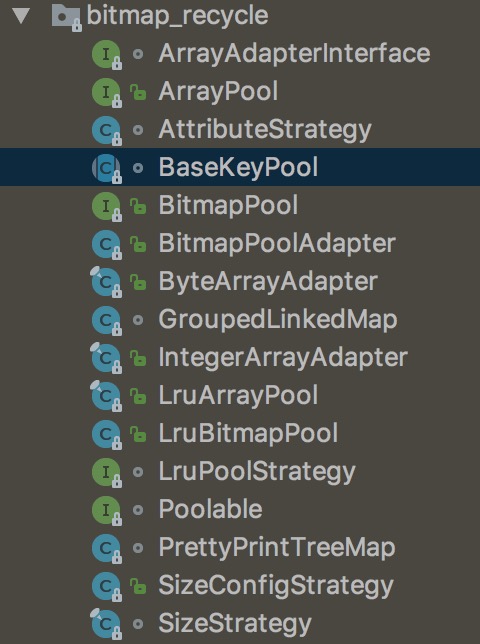 bitmap_recycle
ArrayAdapterInterface
ArrayPool
AttributeStrategy
BaseKeyPool
BitmapPool
BitmapPoolAdapter
ByteArrayAdapter
GroupedLinkedMap
IntegerArrayAdapter
LruArrayPool
LruBitmapPool
LruPoolStrategy
Poolable
PrettyPrintTreeMap
SizeConfigStrategy
SizeStrategy